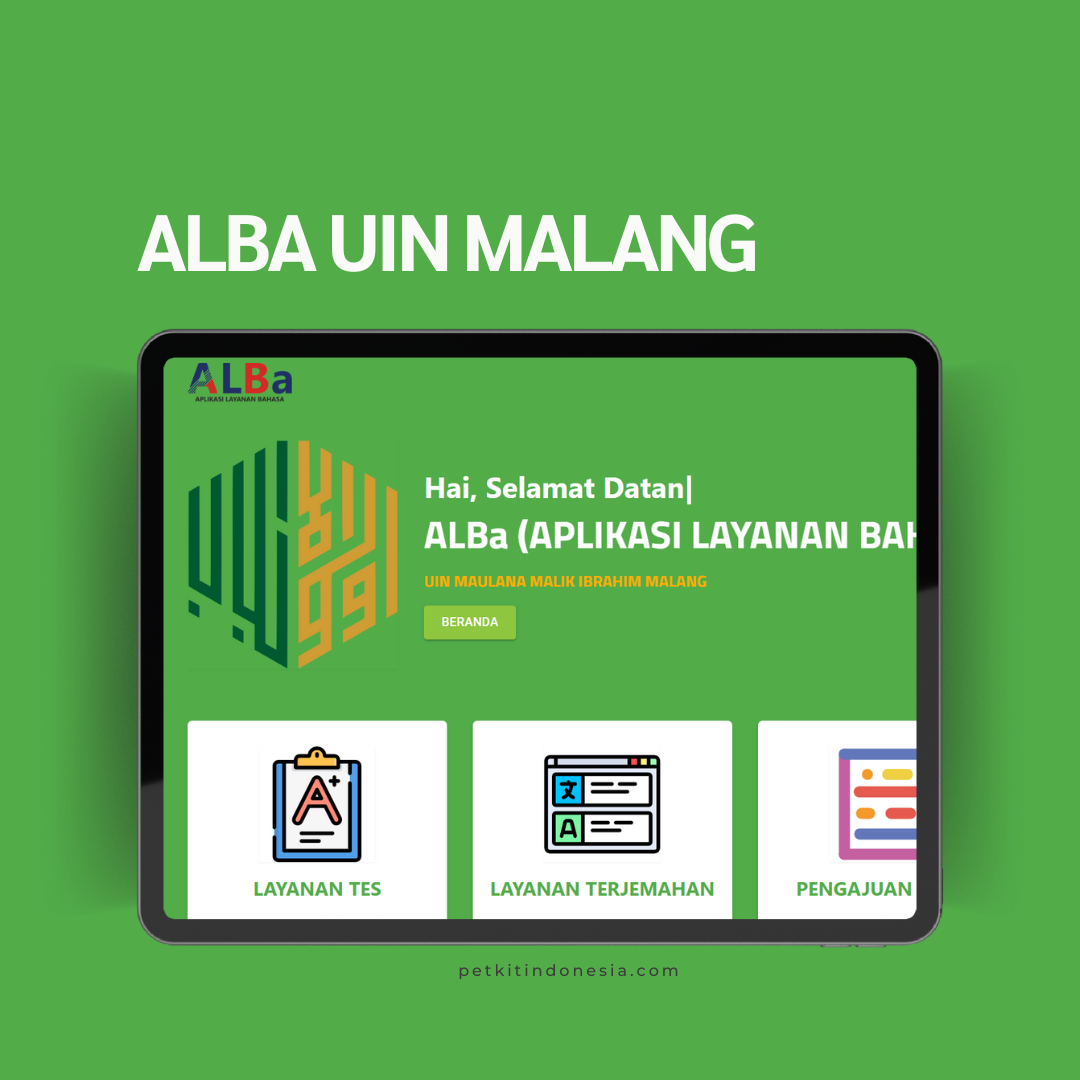 ALBA UIN MALANG
ALBa
APLIKASI LAYANAN BAHASA
Hai, Selamat Datan|
ALBa (APLIKASI LAYANAN BAH
UIN MAULANA MALIK IBRAHIM MALANG
BERANDA
LAYANAN TES
LAYANAN TERJEMAHAN
PENGAJUAN
petkitindonesia.com